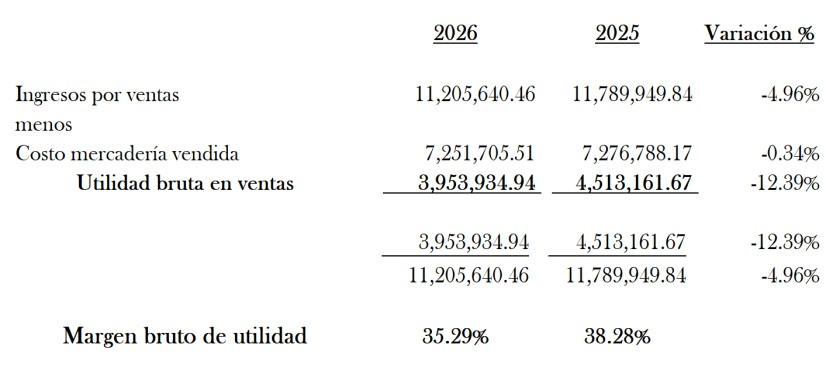 2026 2025 Variación %
Ingresos por ventas 11,205,640.46 11,789,949.84 -4.96%
menos
Costo mercadería vendida 7,251,705.51 7,276,788.17 -0.34%
Utilidad bruta en ventas 3,953,934.94 4,513,161.67 -12.39%
3,953,934.94 4,513,161.67 -12.39%
11,205,640.46 11,789,949.84 -4.96%
Margen bruto de utilidad 35.29% 38.28%